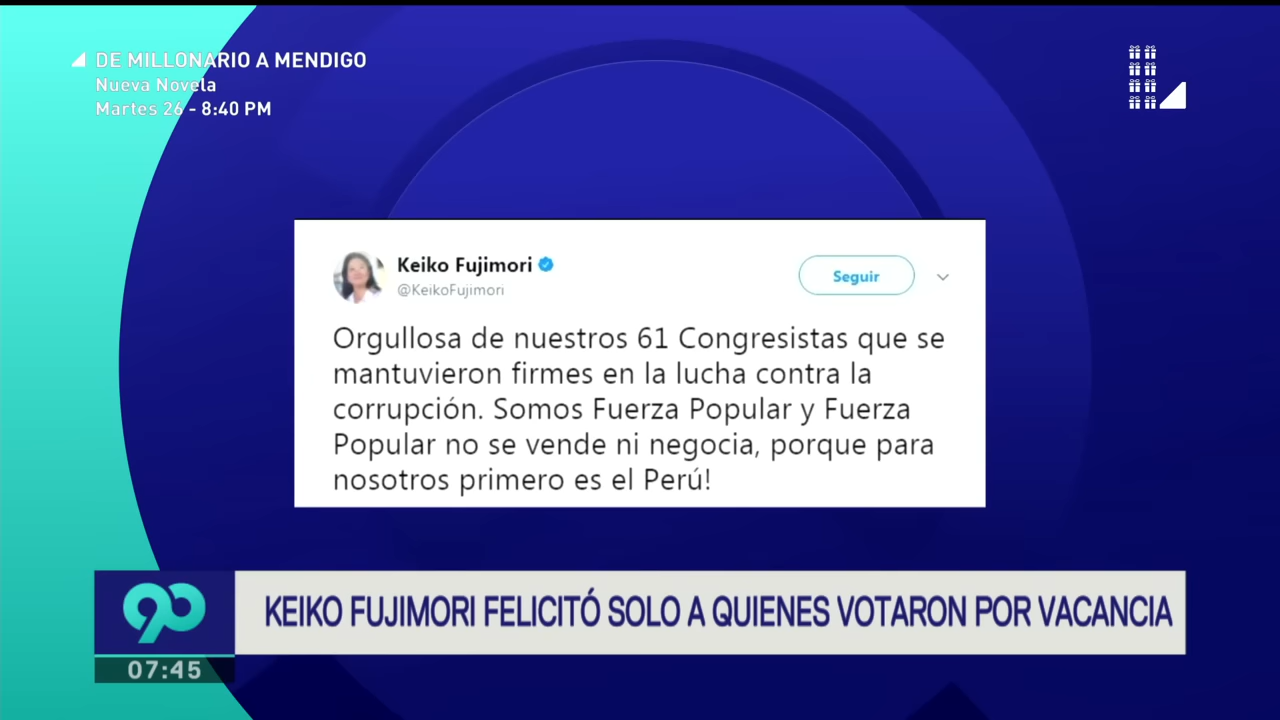 DE MILLONARIO A MENDIGO
Nueva Novela
Martes 26 - 8:40 PM
Keiko Fujimori
@KeikoFujimori
Seguir
Orgullosa de nuestros 61 Congresistas que se
mantuvieron firmes en la lucha contra la
corrupción. Somos Fuerza Popular y Fuerza
Popular no se vende ni negocia, porque para
nosotros primero es el Perú!
90
KEIKO FUJIMORI FELICITÓ SOLO A QUIENES VOTARON POR VACANCIA
07:45